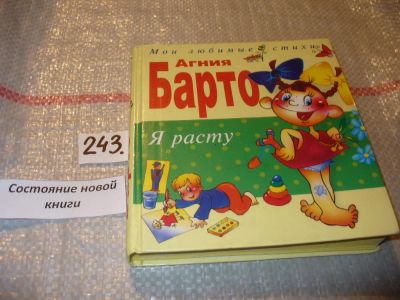 Мои любимые стихи
Агния
Барто
Я расту
243.
Состояние новой
книги